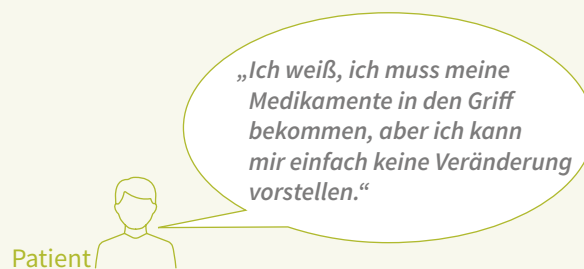 „Ich weiß, ich muss meine
Medikamente in den Griff
bekommen, aber ich kann
mir einfach keine Veränderung
vorstellen.“
Patient